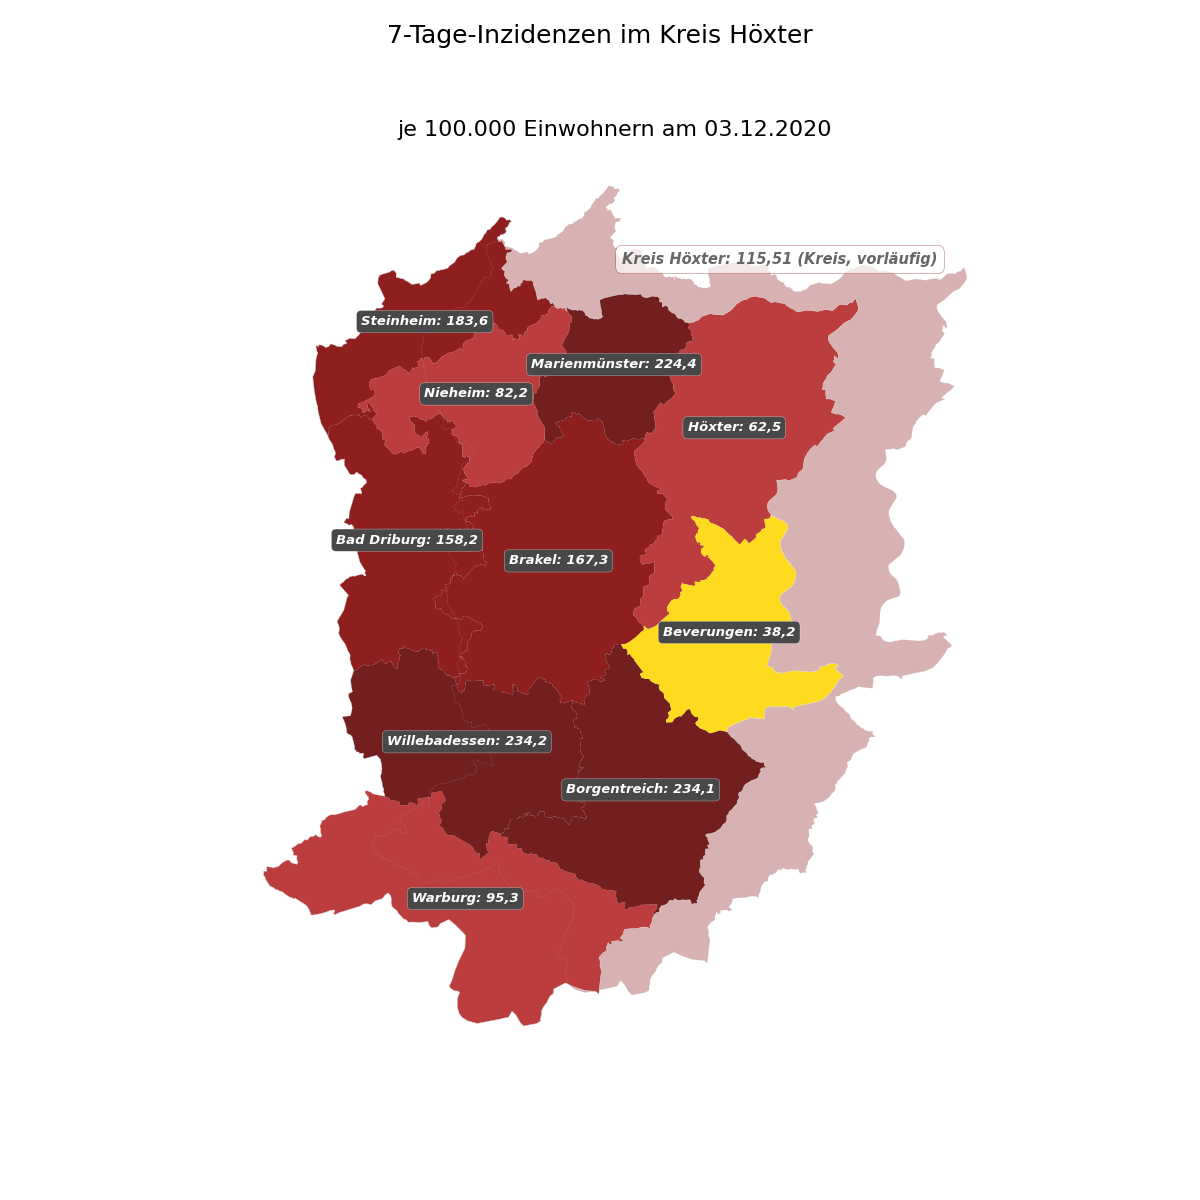 7-Tage-Inzidenzen im Kreis Höxter
je 100.000 Einwohnern am 03.12.2020
Kreis Höxter: 115,51 (Kreis, vorläufig)
Steinheim: 183,6
Marienmünster: 224,4
Nieheim: 82,2
Höxter: 62,5
Bad Driburg: 158,2
Brakel: 167,3
Beverungen: 38,2
Willebadessen: 234,2
Borgentreich: 234,1
Warburg: 95,3